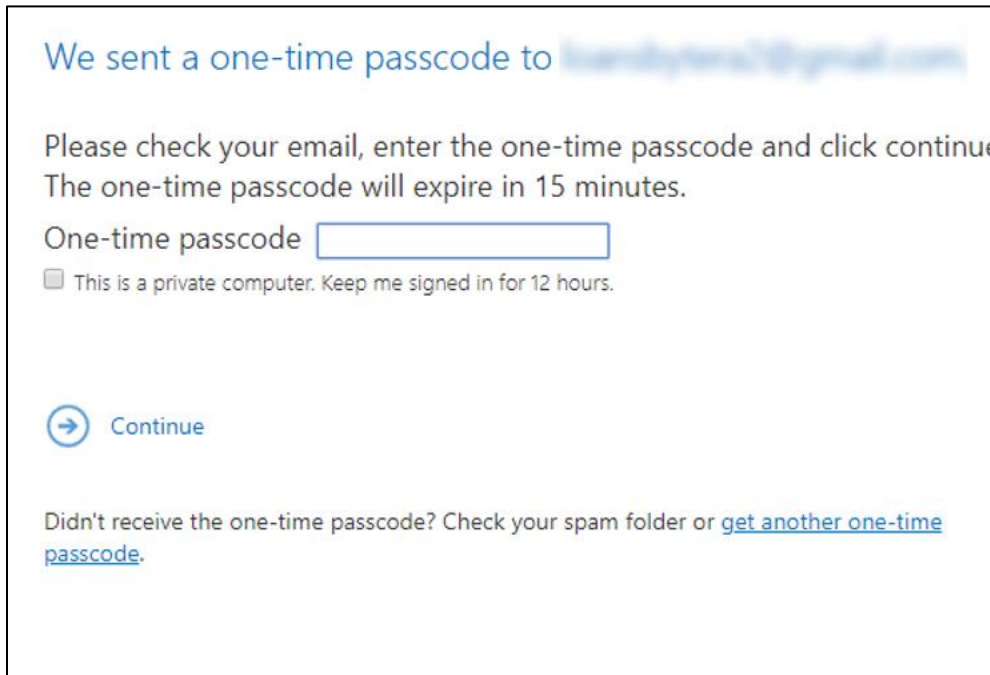 We sent a one-time passcode to
Please check your email, enter the one-time passcode and click continue
The one-time passcode will expire in 15 minutes.
One-time passcode
This is a private computer. Keep me signed in for 12 hours.
Continue
Didn't receive the one-time passcode? Check your spam folder or get another one-time
passcode.